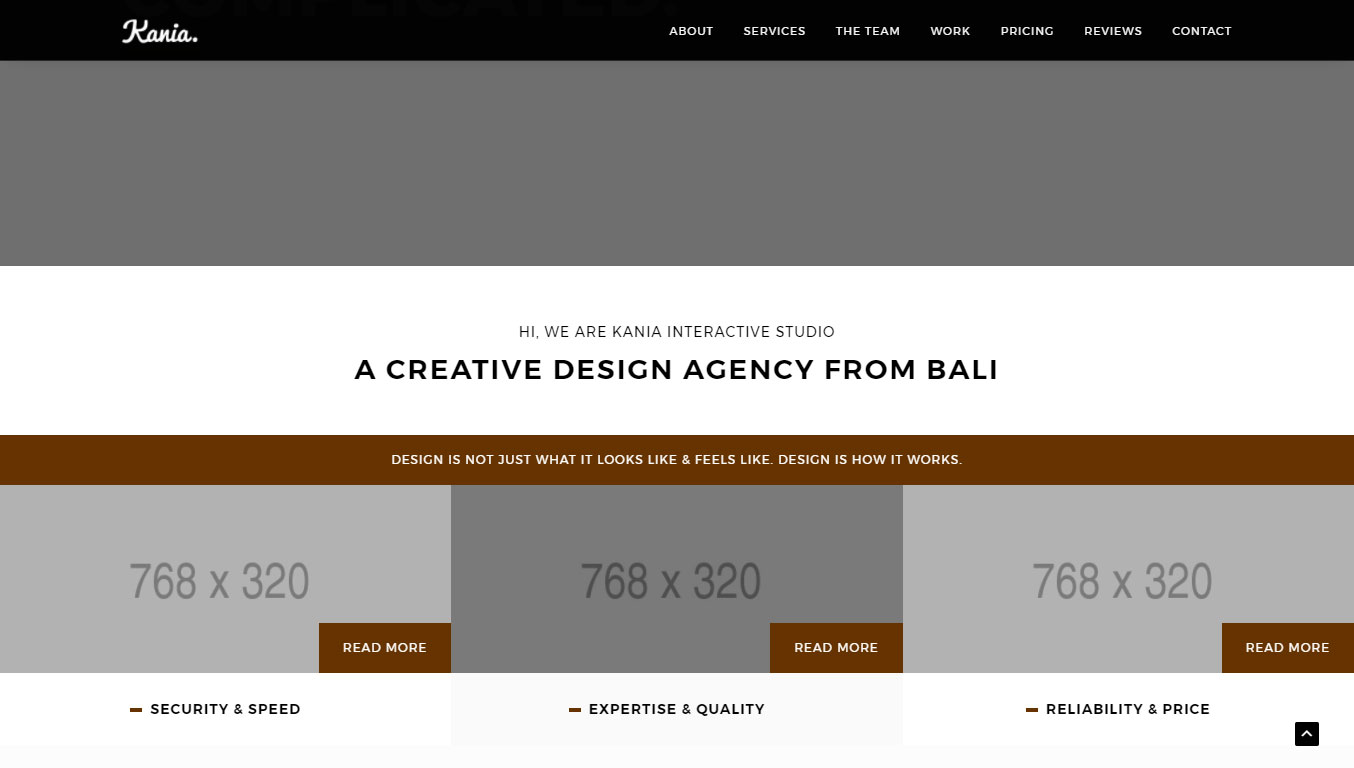 COMPLICATED.
Kania.
ABOUT SERVICES THE TEAM WORK PRICING REVIEWS CONTACT
HI, WE ARE KANIA INTERACTIVE STUDIO
A CREATIVE DESIGN AGENCY FROM BALI
DESIGN IS NOT JUST WHAT IT LOOKS LIKE & FEELS LIKE. DESIGN IS HOW IT WORKS.
768 x 320
READ MORE
SECURITY & SPEED
768 x 320
READ MORE
EXPERTISE & QUALITY
768 x 320
READ MORE
RELIABILITY & PRICE